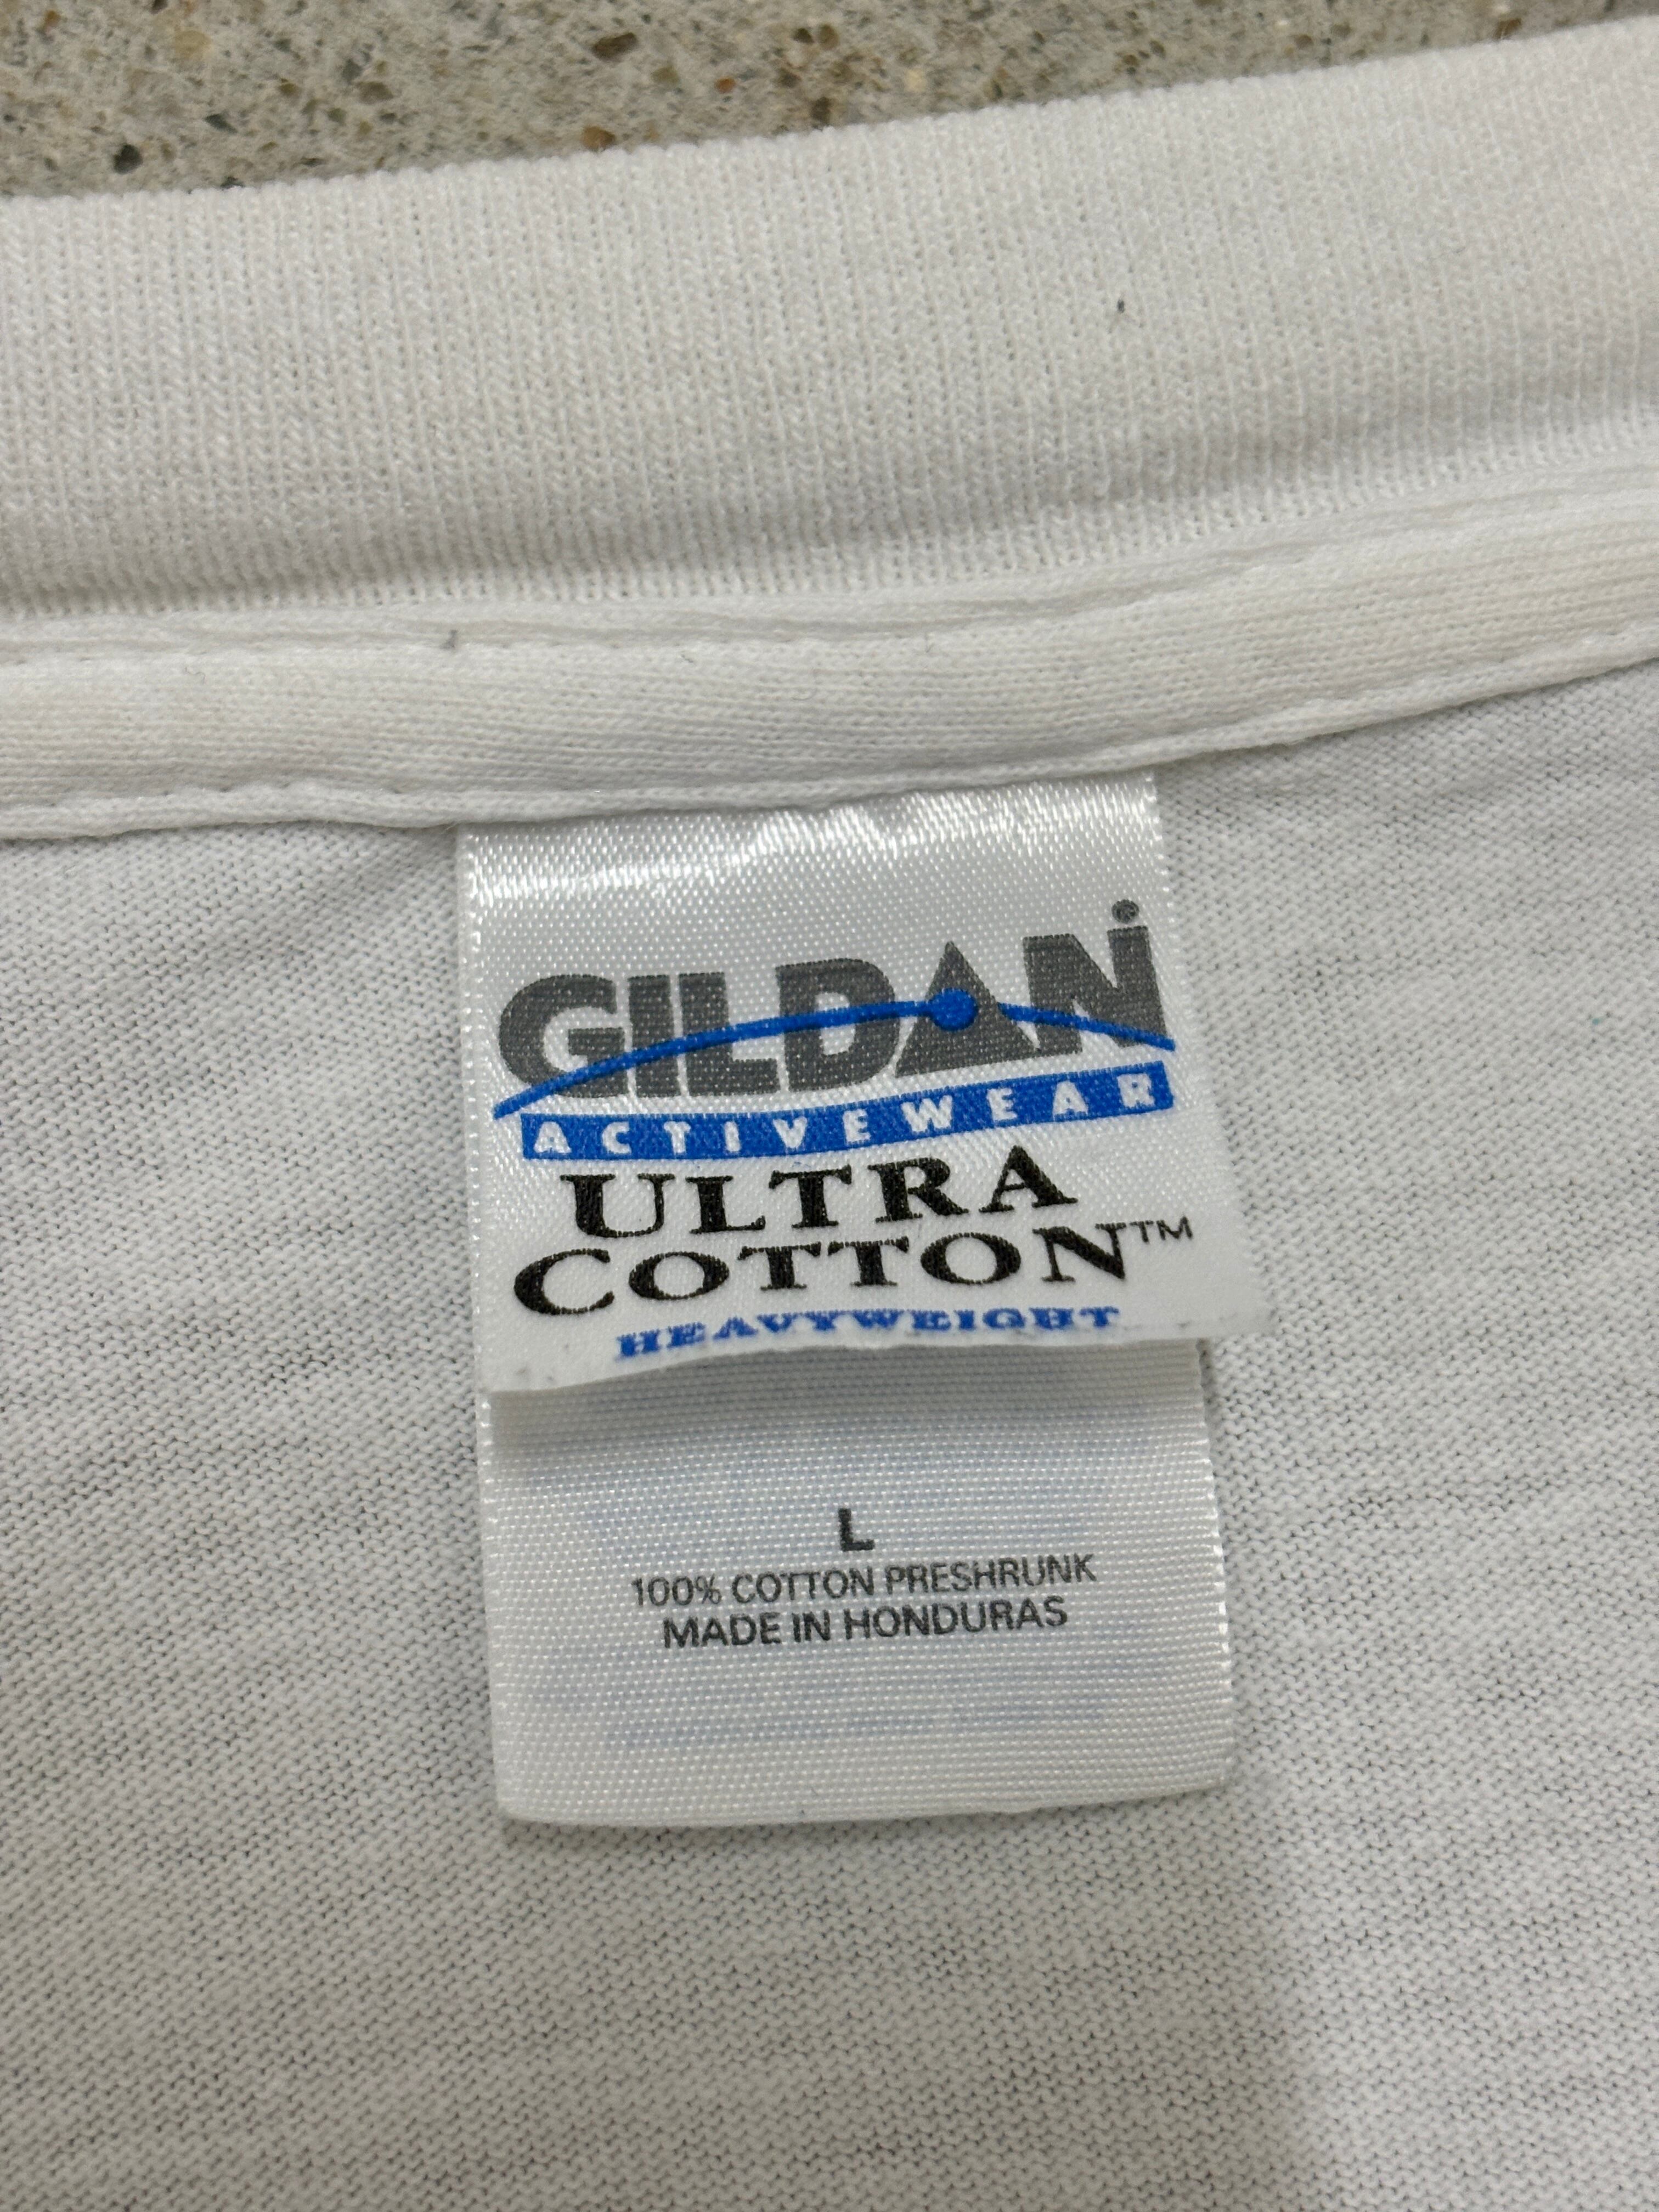 GILDAN
ACTIVEWEAR
ULTRA
COTTON™
HEAVYWEIGHT
L
100% COTTON PRESHRUNK
MADE IN HONDURAS